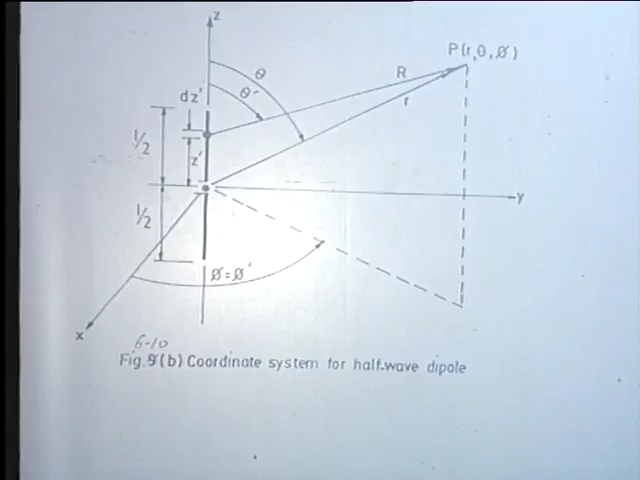 z
P(r,θ,Ø)
R
θ
θ'
r
dz'
l/2
z'
y
l/2
Ø=Ø'
x
6-10
Fig.9(b) Coordinate system for half-wave dipole